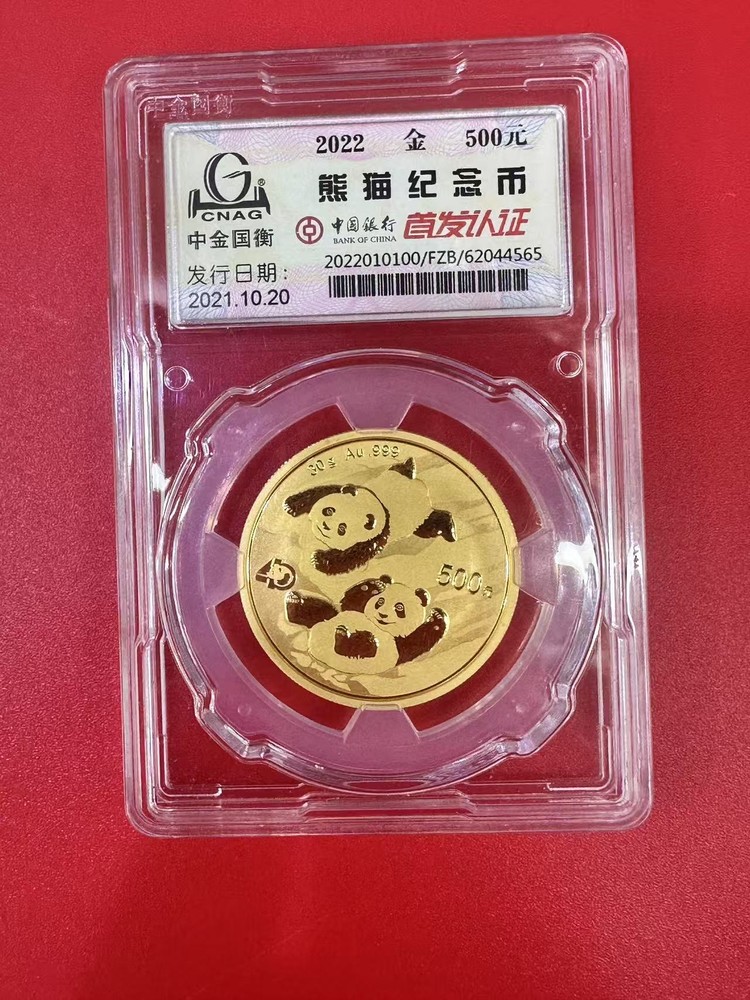 中金国衡
2022 金 500元
熊猫纪念币
G®
CNAG
中金国衡
中国银行
BANK OF CHINA
首发认证
发行日期:
2021.10.20
2022010100/FZB/62044565
30g Au .999
500元